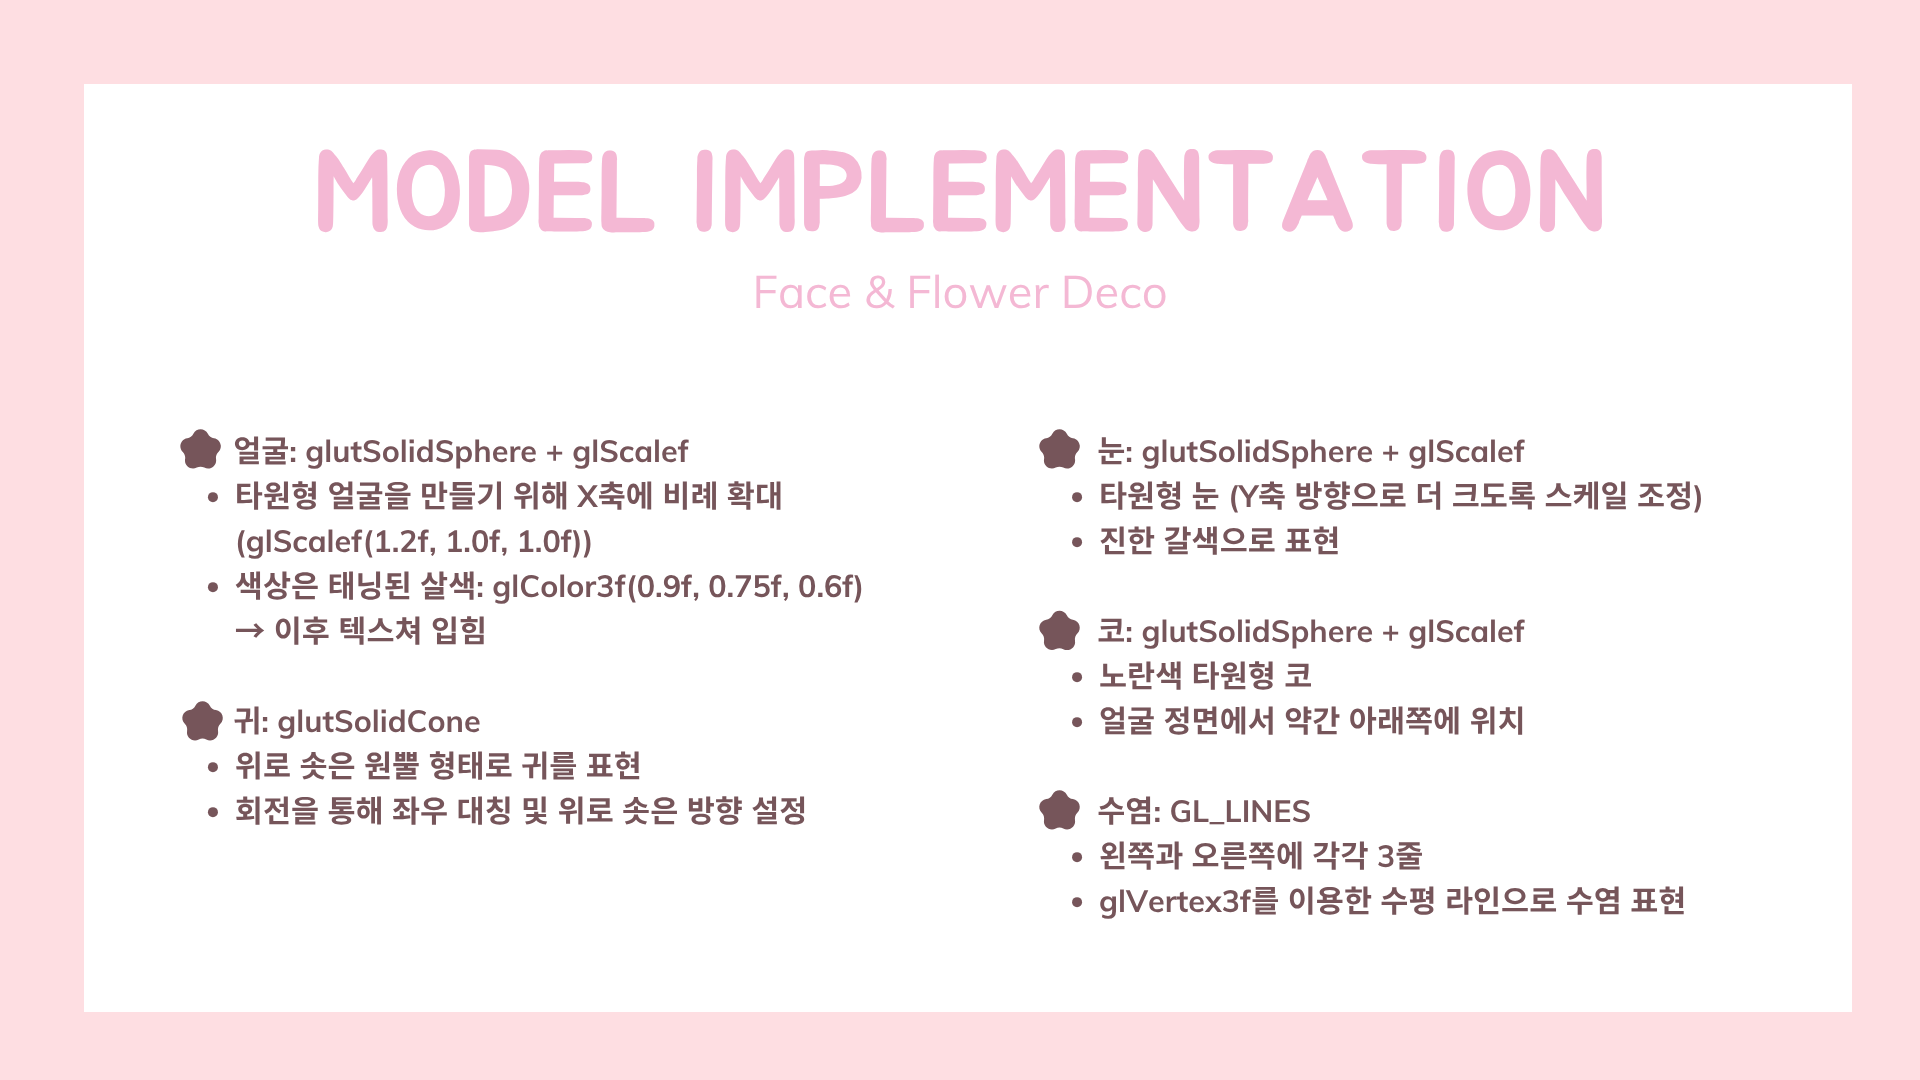 MODEL IMPLEMENTATION
Face & Flower Deco
얼굴: glutSolidSphere + glScalef
• 타원형 얼굴을 만들기 위해 X축에 비례 확대
(glScalef(1.2f, 1.0f, 1.0f))
• 색상은 태닝된 살색: glColor3f(0.9f, 0.75f, 0.6f)
→ 이후 텍스쳐 입힘
귀: glutSolidCone
• 위로 솟은 원뿔 형태로 귀를 표현
• 회전을 통해 좌우 대칭 및 위로 솟은 방향 설정
눈: glutSolidSphere + glScalef
• 타원형 눈 (Y축 방향으로 더 크도록 스케일 조정)
• 진한 갈색으로 표현
코: glutSolidSphere + glScalef
• 노란색 타원형 코
• 얼굴 정면에서 약간 아래쪽에 위치
수염: GL_LINES
• 왼쪽과 오른쪽에 각각 3줄
• glVertex3f를 이용한 수평 라인으로 수염 표현